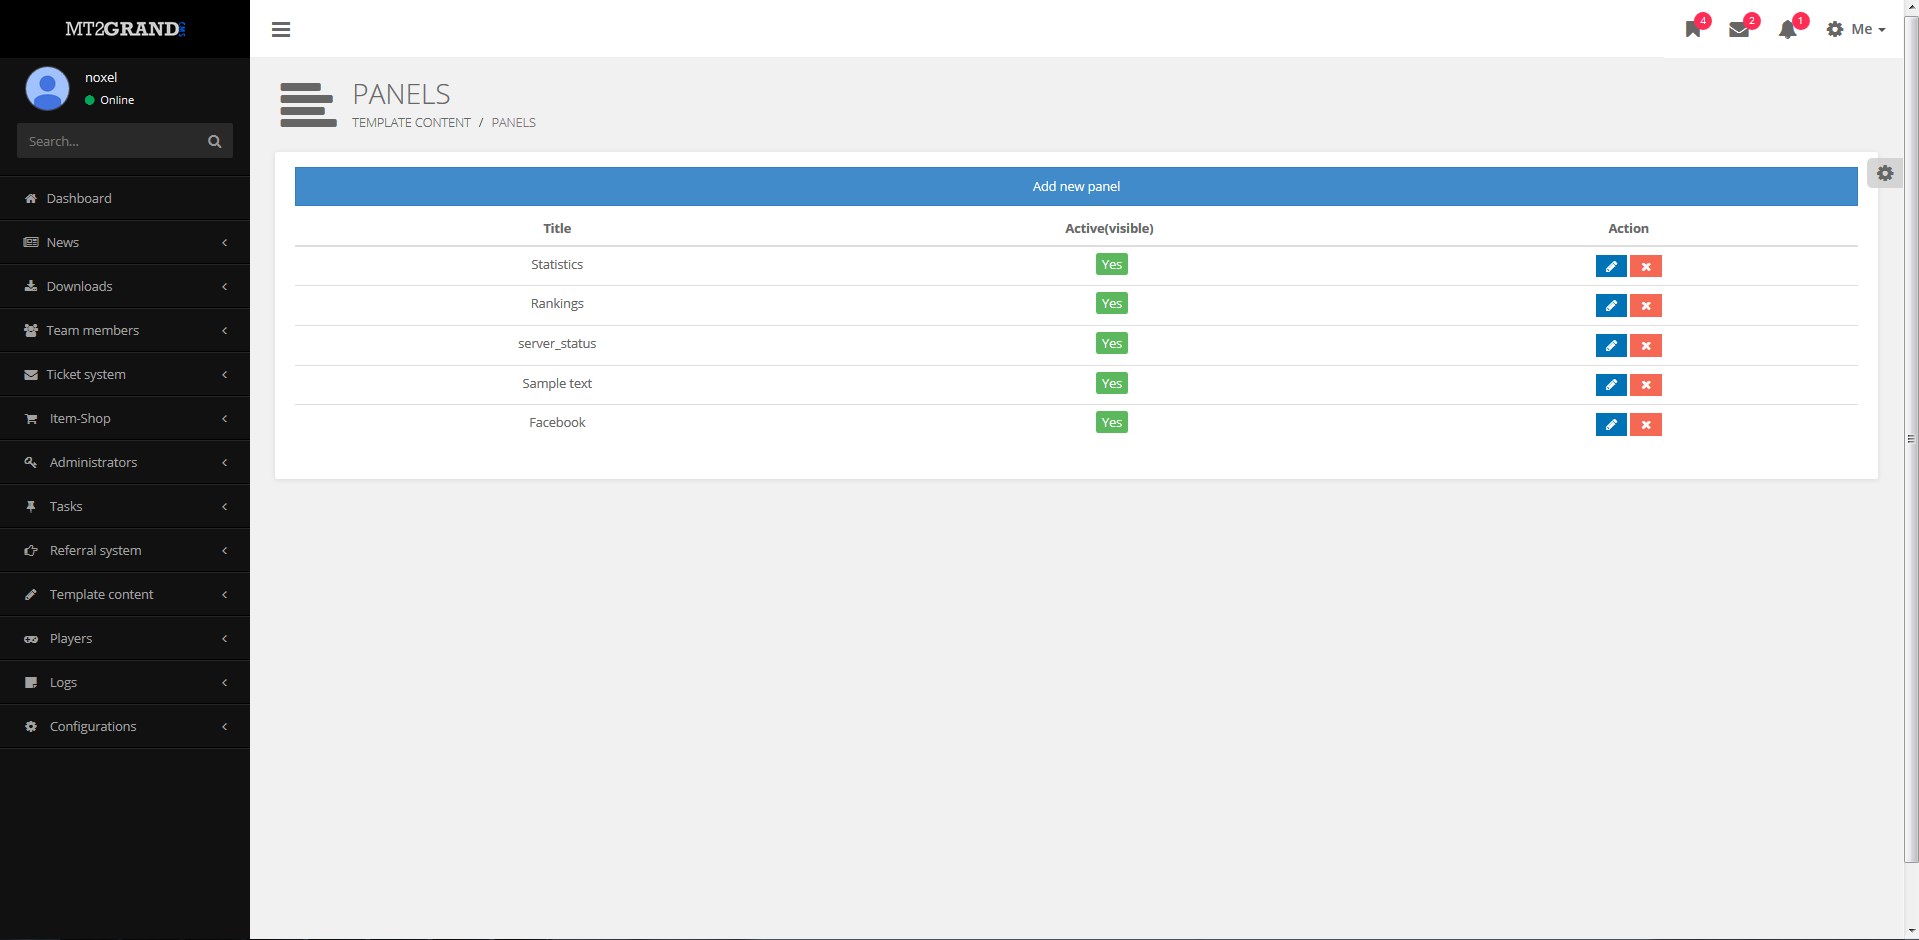 MT2GRAND
noxel
Online
Search...
Dashboard
News
Downloads
Team members
Ticket system
Item-Shop
Administrators
Tasks
Referral system
Template content
Players
Logs
Configurations
4
2
1
Me
PANELS
TEMPLATE CONTENT / PANELS
Add new panel
Title Active(visible) Action
Statistics Yes
Rankings Yes
server_status Yes
Sample text Yes
Facebook Yes